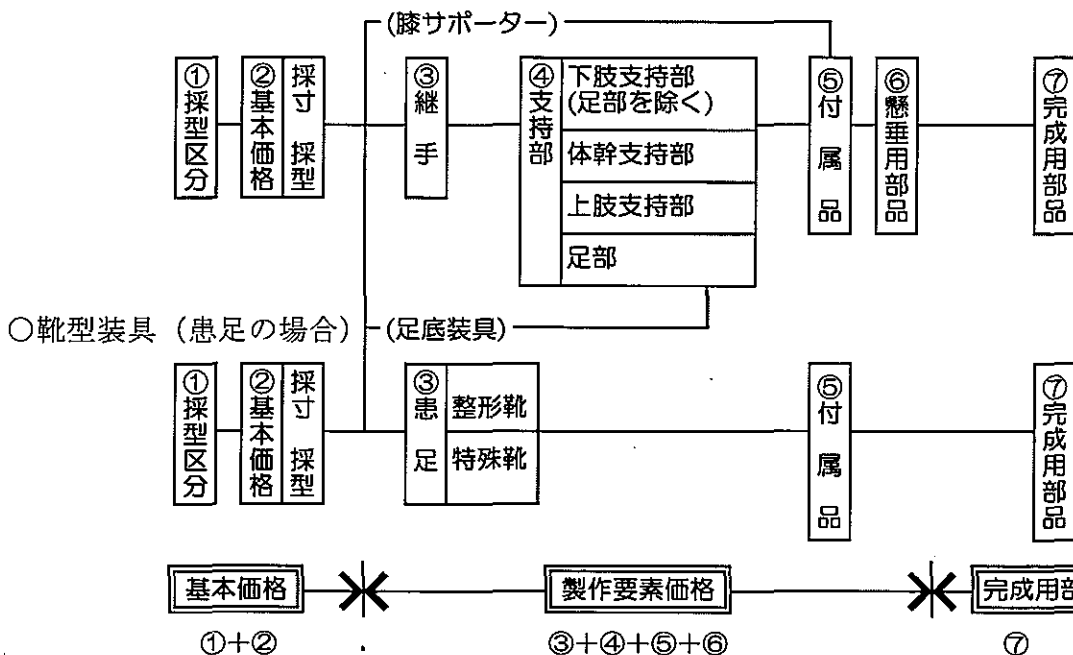 (膝サポーター)
①採型区分
②基本価格
採寸 採型
③継手
④支持部
下肢支持部
(足部を除く)
体幹支持部
上肢支持部
足部
⑤付属品
⑥懸垂用部品
⑦完成用部品
○靴型装具（患足の場合）
(足底装具)
①採型区分
②基本価格
採寸 採型
③患足
整形靴
特殊靴
⑤付属品
⑦完成用部品
基本価格
製作要素価格
完成用部
①+②
③+④+⑤+⑥
⑦